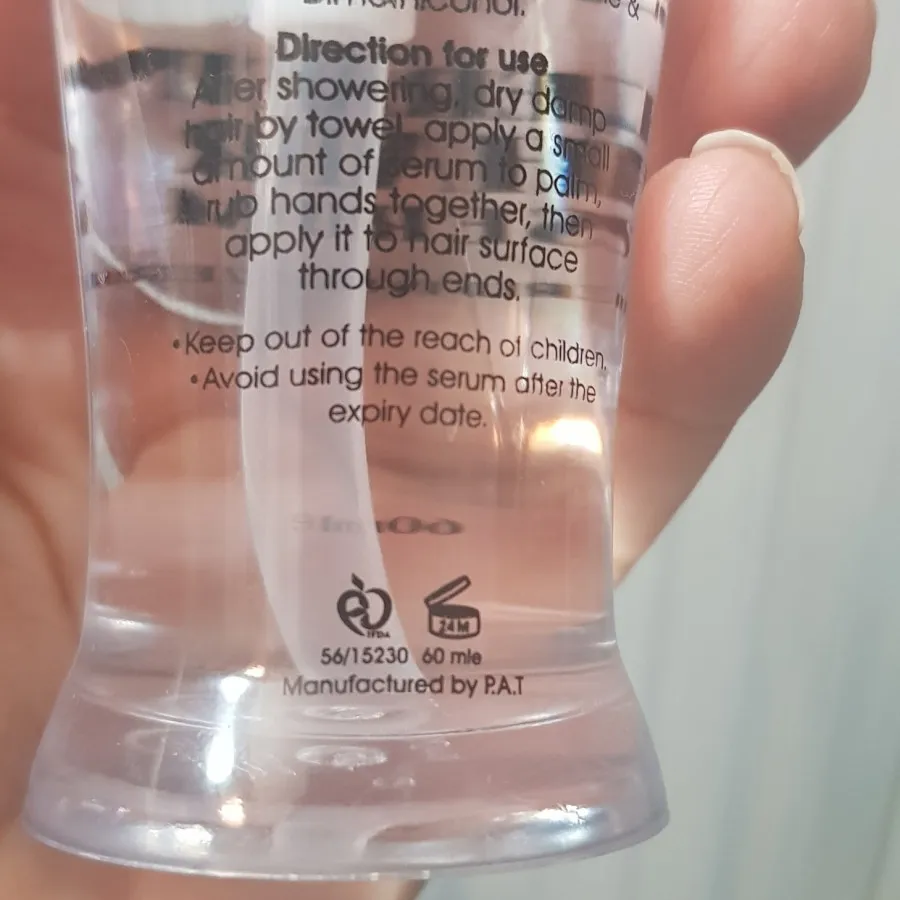 Direction for use
After showering, dry damp
hair by towel, apply a small
amount of serum to palm,
rub hands together, then
apply it to hair surface
through ends.
•Keep out of the reach of children.
•Avoid using the serum after the
expiry date.
IFDA
24M
56/15230 60 mle
Manufactured by P.A.T